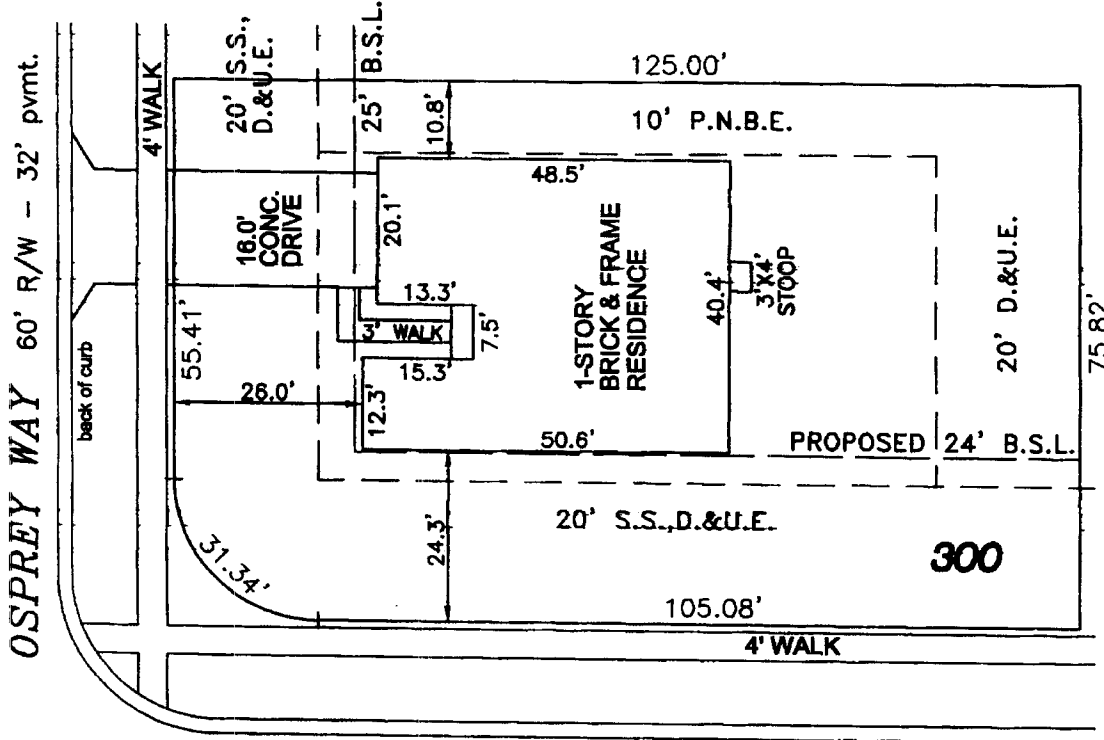 OSPREY WAY 60' R/W - 32' pvmt.
back of curb
4' WALK
20' S.S.,
D.&U.E.
25' B.S.L.
10.8'
125.00'
10' P.N.B.E.
48.5'
16.0'
CONC.
DRIVE
20.1'
13.3'
3' WALK
7.5'
15.3'
1-STORY
BRICK & FRAME
RESIDENCE
40.4'
3'X4'
STOOP
20' D.&U.E.
75.82'
55.41'
26.0'
12.3'
50.6'
PROPOSED 24' B.S.L.
24.3'
20' S.S.,D.&U.E.
300
31.34'
105.08'
4' WALK